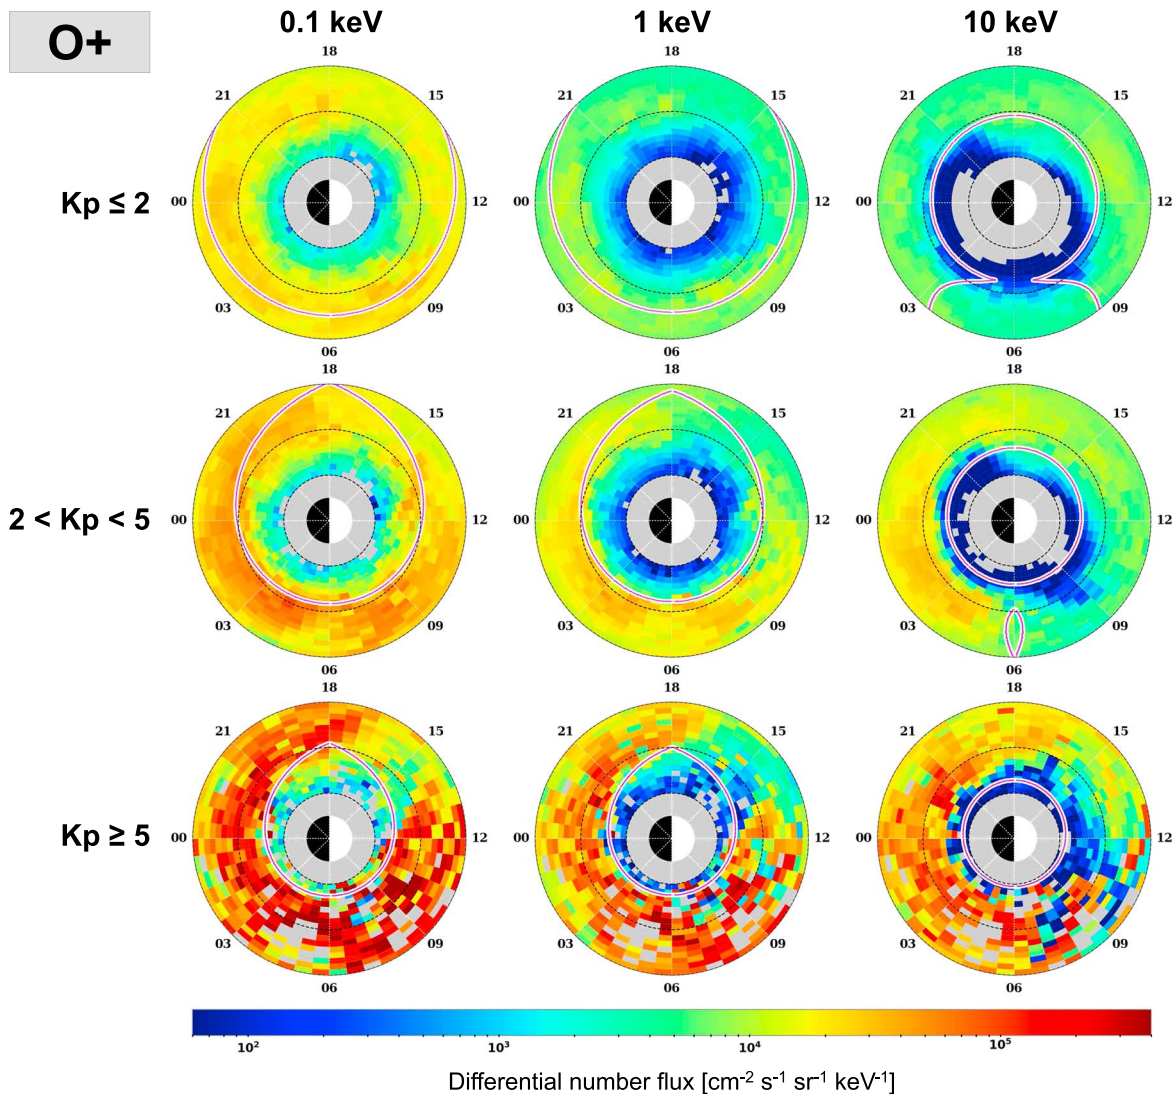 O+
0.1 keV 1 keV 10 keV
18 18 18
21 15 21 15 21 15
Kp ≤ 2
00 12 00 12 00 12
03 09 03 09 03 09
06 06 06
18 18 18
21 15 21 15 21 15
2 < Kp < 5
00 12 00 12 00 12
03 09 03 09 03 09
06 06 06
18 18 18
21 15 21 15 21 15
Kp ≥ 5
00 12 00 12 00 12
03 09 03 09 03 09
06 06 06
10² 10³ 10⁴ 10⁵
Differential number flux [cm⁻² s⁻¹ sr⁻¹ keV⁻¹]